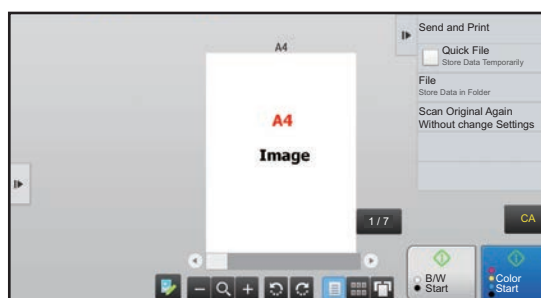 A4
A4
Image
1 / 7
Send and Print
Quick File
Store Data Temporarily
File
Store Data in Folder
Scan Original Again
Without change Settings
CA
B/W
Start
Color
Start